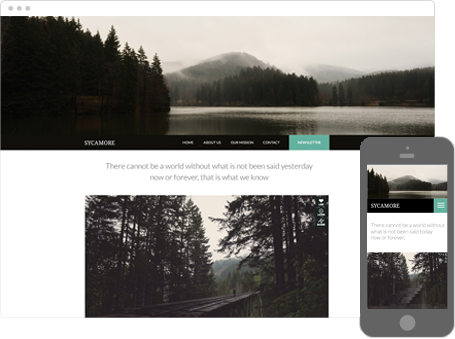 SYCAMORE
HOME ABOUT US OUR MISSION CONTACT NEWSLETTER
There cannot be a world without what is not been said yesterday
now or forever, that is what we know
SYCAMORE
There cannot be a world without
what is not been said today
now or forever.